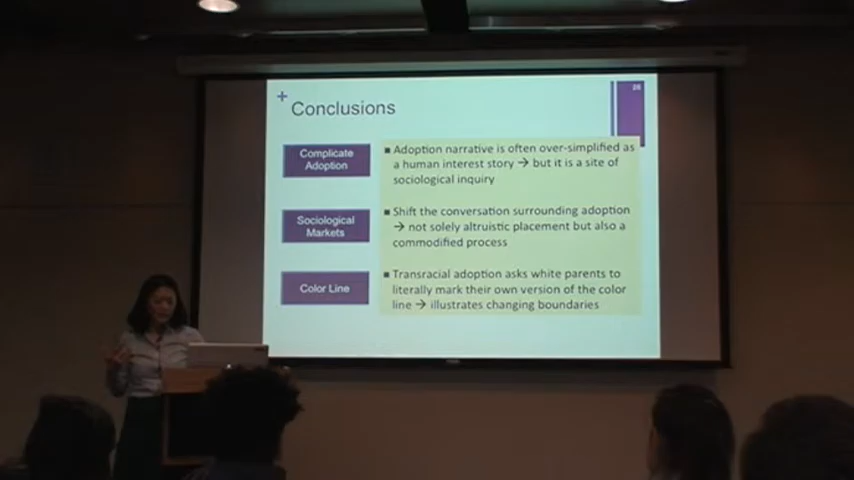 28
+
Conclusions
Complicate
Adoption
■ Adoption narrative is often over-simplified as
a human interest story → but it is a site of
sociological inquiry
Sociological
Markets
■ Shift the conversation surrounding adoption
→ not solely altruistic placement but also a
commodified process
Color Line
■ Transracial adoption asks white parents to
literally mark their own version of the color
line → illustrates changing boundaries